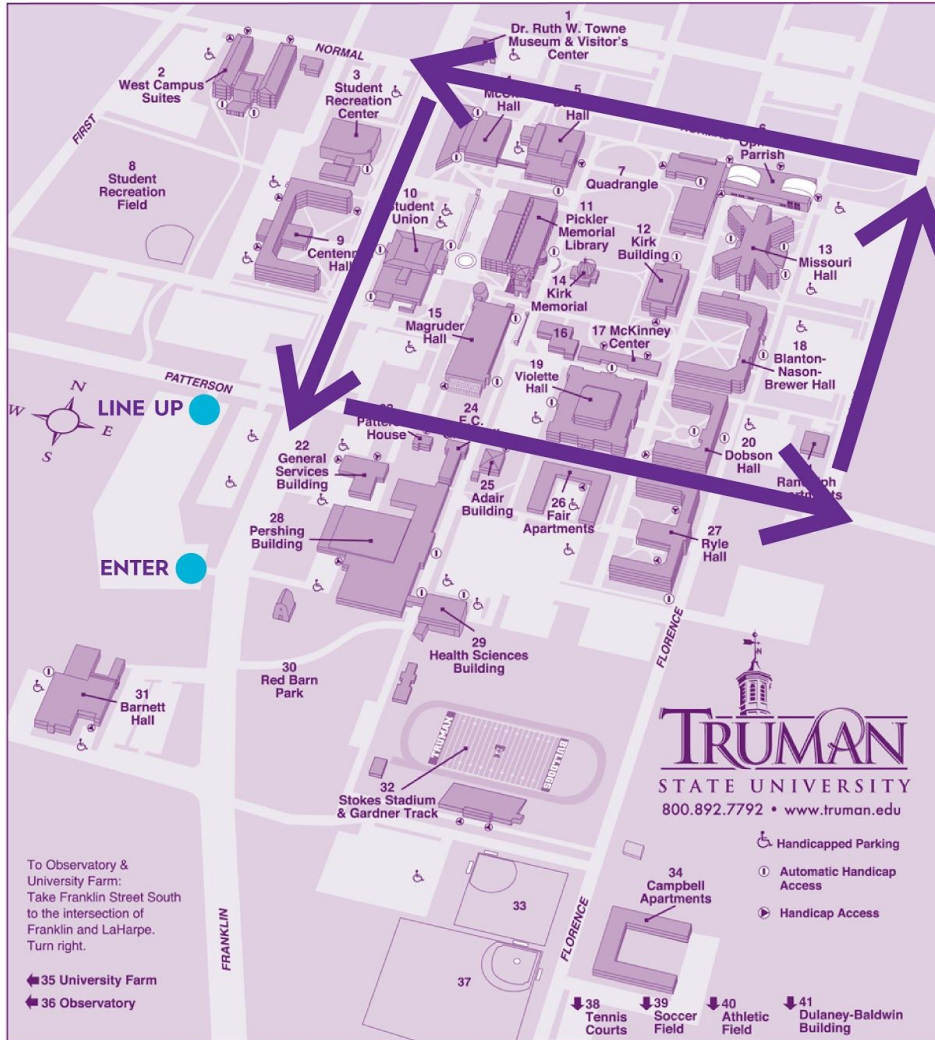 1
Dr. Ruth W. Towne
Museum & Visitor's
Center
NORMAL
2
West Campus
Suites
3
Student
Recreation
Center
Hall
5
Hall
6
Parrish
FIRST
8
Student
Recreation
Field
7
Quadrangle
10
Student
Union
11
Pickler
Memorial
Library
12
Kirk
Building
9
Hall
13
Missouri
Hall
14
Kirk
Memorial
15
Magruder
Hall
16
17 McKinney
Center
18
Blanton-
Nason-
Brewer Hall
19
Violette
Hall
PATTERSON
N
W
E
S
LINE UP
House
24
E.C.
20
Dobson
Hall
22
General
Services
Building
25
Adair
Building
26
Fair
Apartments
28
Pershing
Building
27
Ryle
Hall
ENTER
29
Health Sciences
Building
FLORENCE
30
Red Barn
Park
31
Barnett
Hall
TRUMAN
BULLDOGS
32
Stokes Stadium
& Gardner Track
TRUMAN
STATE UNIVERSITY
800.892.7792 • www.truman.edu
Handicapped Parking
Automatic Handicap
Access
Handicap Access
To Observatory &
University Farm:
Take Franklin Street South
to the intersection of
Franklin and LaHarpe.
Turn right.
35 University Farm
36 Observatory
FRANKLIN
33
37
FLORENCE
34
Campbell
Apartments
38
Tennis
Courts
39
Soccer
Field
40
Athletic
Field
41
Dulaney-Baldwin
Building